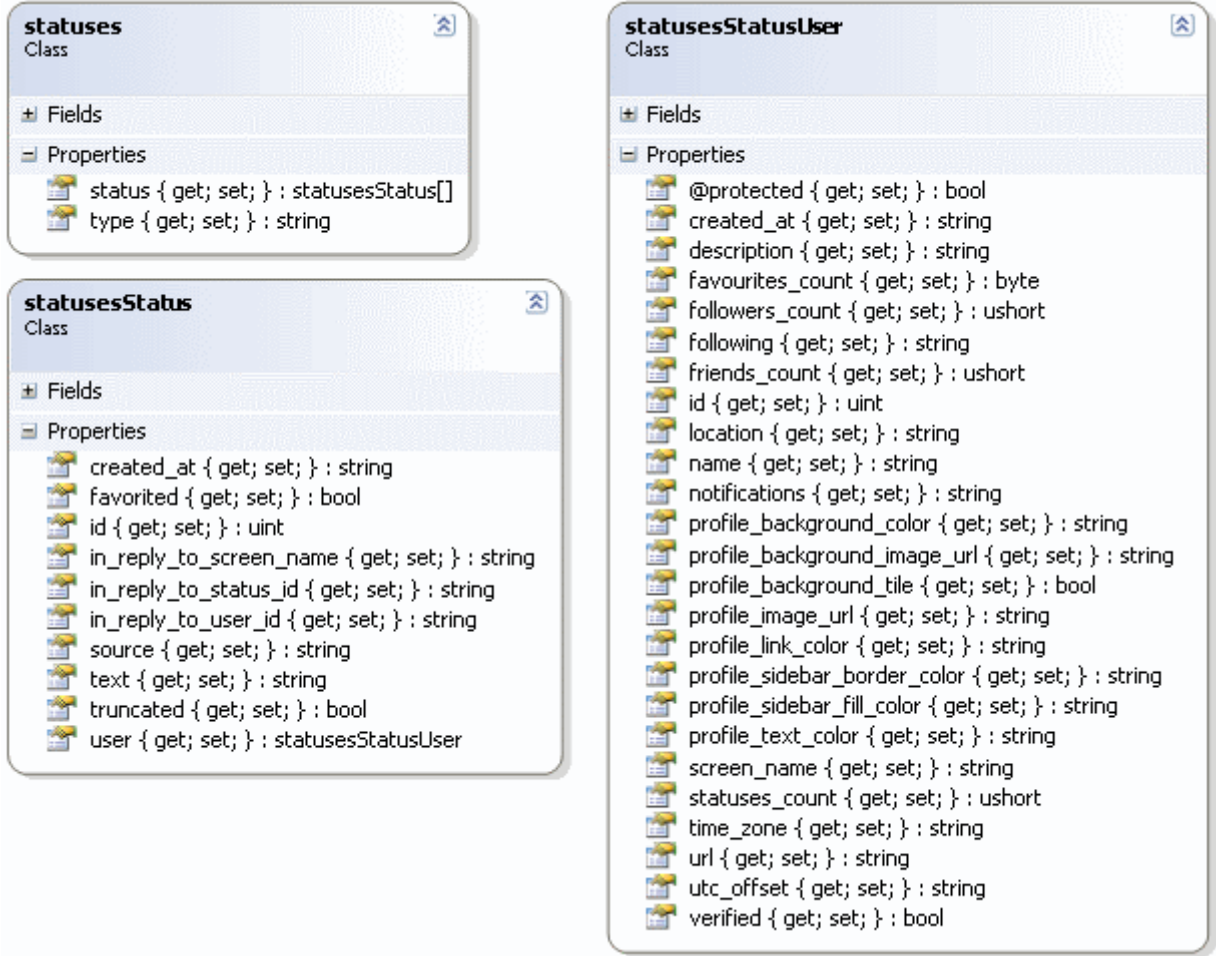 statuses
Class
Fields
Properties
status { get; set; } : statusesStatus[]
type { get; set; } : string
statusesStatus
Class
Fields
Properties
created_at { get; set; } : string
favorited { get; set; } : bool
id { get; set; } : uint
in_reply_to_screen_name { get; set; } : string
in_reply_to_status_id { get; set; } : string
in_reply_to_user_id { get; set; } : string
source { get; set; } : string
text { get; set; } : string
truncated { get; set; } : bool
user { get; set; } : statusesStatusUser
statusesStatusUser
Class
Fields
Properties
@protected { get; set; } : bool
created_at { get; set; } : string
description { get; set; } : string
favourites_count { get; set; } : byte
followers_count { get; set; } : ushort
following { get; set; } : string
friends_count { get; set; } : ushort
id { get; set; } : uint
location { get; set; } : string
name { get; set; } : string
notifications { get; set; } : string
profile_background_color { get; set; } : string
profile_background_image_url { get; set; } : string
profile_background_tile { get; set; } : bool
profile_image_url { get; set; } : string
profile_link_color { get; set; } : string
profile_sidebar_border_color { get; set; } : string
profile_sidebar_fill_color { get; set; } : string
profile_text_color { get; set; } : string
screen_name { get; set; } : string
statuses_count { get; set; } : ushort
time_zone { get; set; } : string
url { get; set; } : string
utc_offset { get; set; } : string
verified { get; set; } : bool